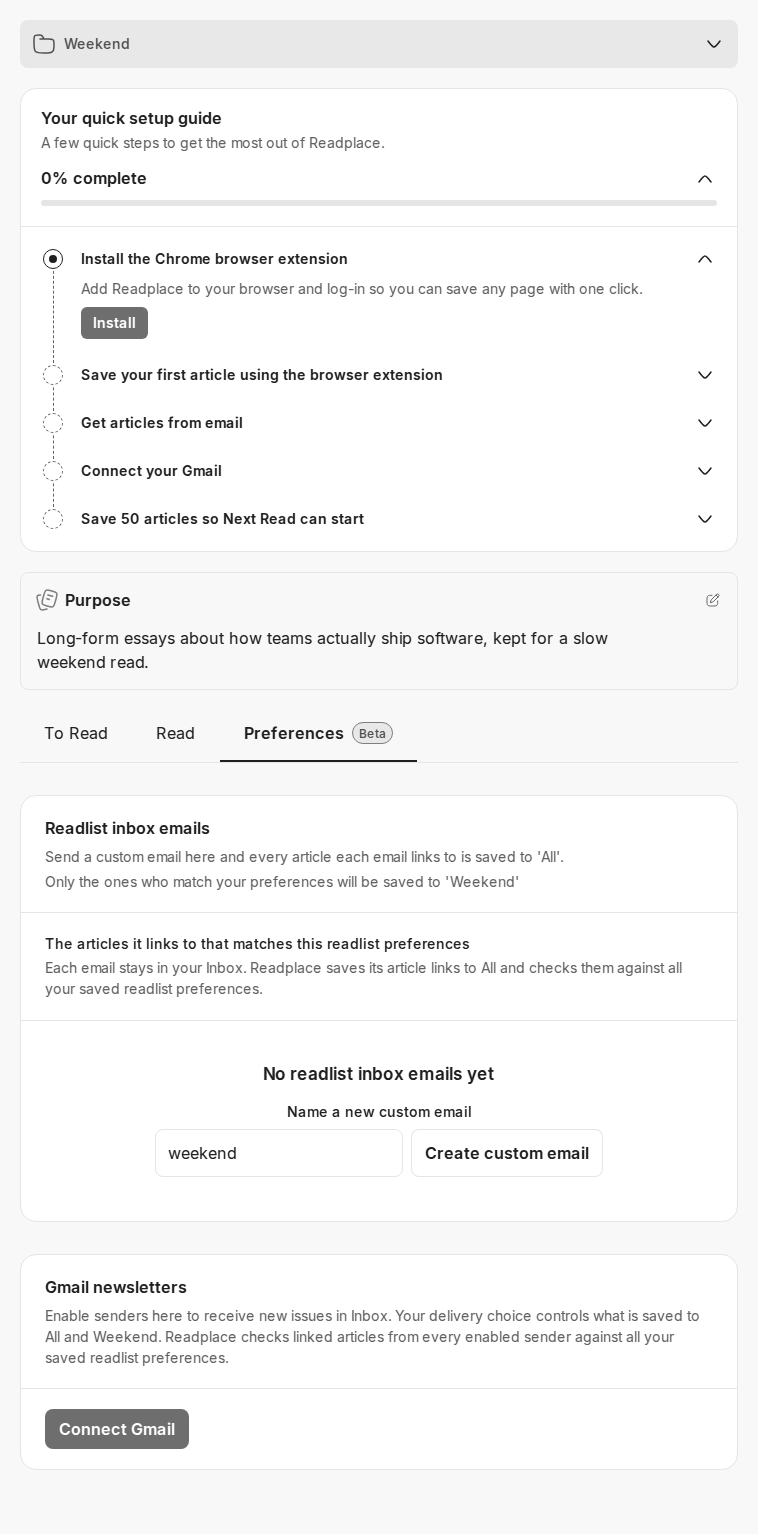 Weekend
Your quick setup guide
A few quick steps to get the most out of Readplace.
0% complete
Install the Chrome browser extension
Add Readplace to your browser and log-in so you can save any page with one click.
Install
Save your first article using the browser extension
Get articles from email
Connect your Gmail
Save 50 articles so Next Read can start
Purpose
Long-form essays about how teams actually ship software, kept for a slow
weekend read.
To Read
Read
Preferences
Beta
Readlist inbox emails
Send a custom email here and every article each email links to is saved to 'All'.
Only the ones who match your preferences will be saved to 'Weekend'
The articles it links to that matches this readlist preferences
Each email stays in your Inbox. Readplace saves its article links to All and checks them against all
your saved readlist preferences.
No readlist inbox emails yet
Name a new custom email
weekend
Create custom email
Gmail newsletters
Enable senders here to receive new issues in Inbox. Your delivery choice controls what is saved to
All and Weekend. Readplace checks linked articles from every enabled sender against all your
saved readlist preferences.
Connect Gmail